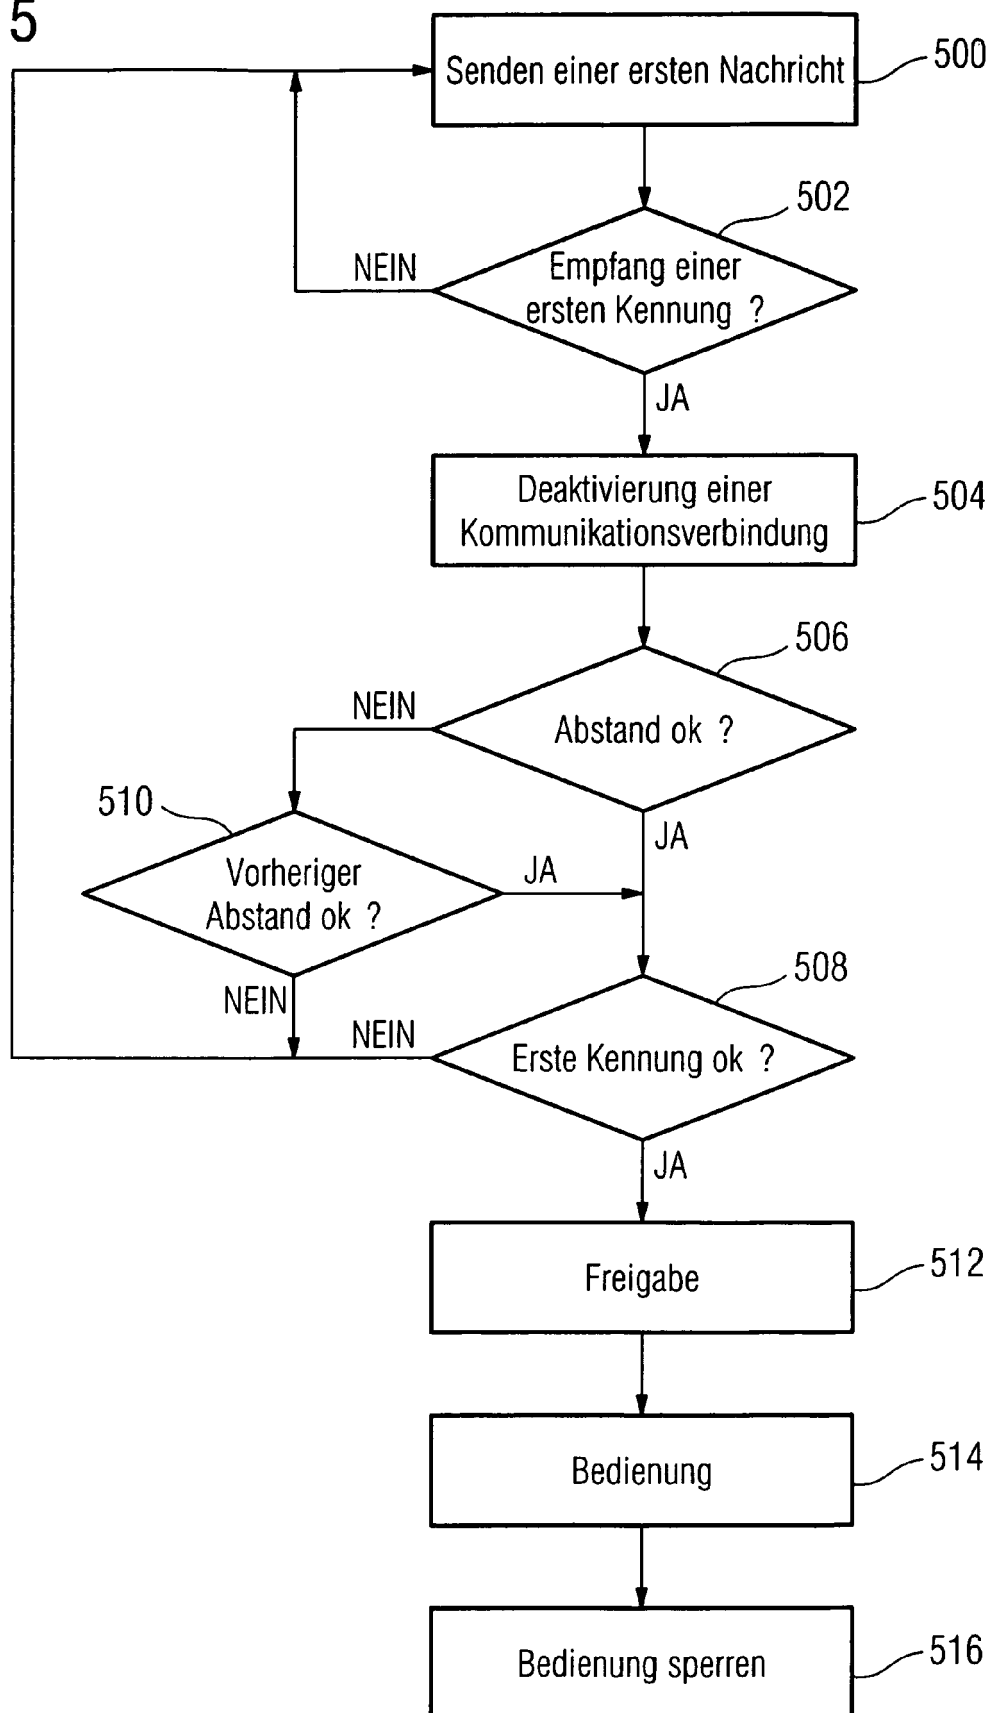 5
Senden einer ersten Nachricht
500
502
NEIN
Empfang einer
ersten Kennung ?
JA
Deaktivierung einer
Kommunikationsverbindung
504
506
NEIN
Abstand ok ?
510
JA
Vorheriger
Abstand ok ?
JA
508
NEIN
NEIN
Erste Kennung ok ?
JA
Freigabe
512
Bedienung
514
Bedienung sperren
516